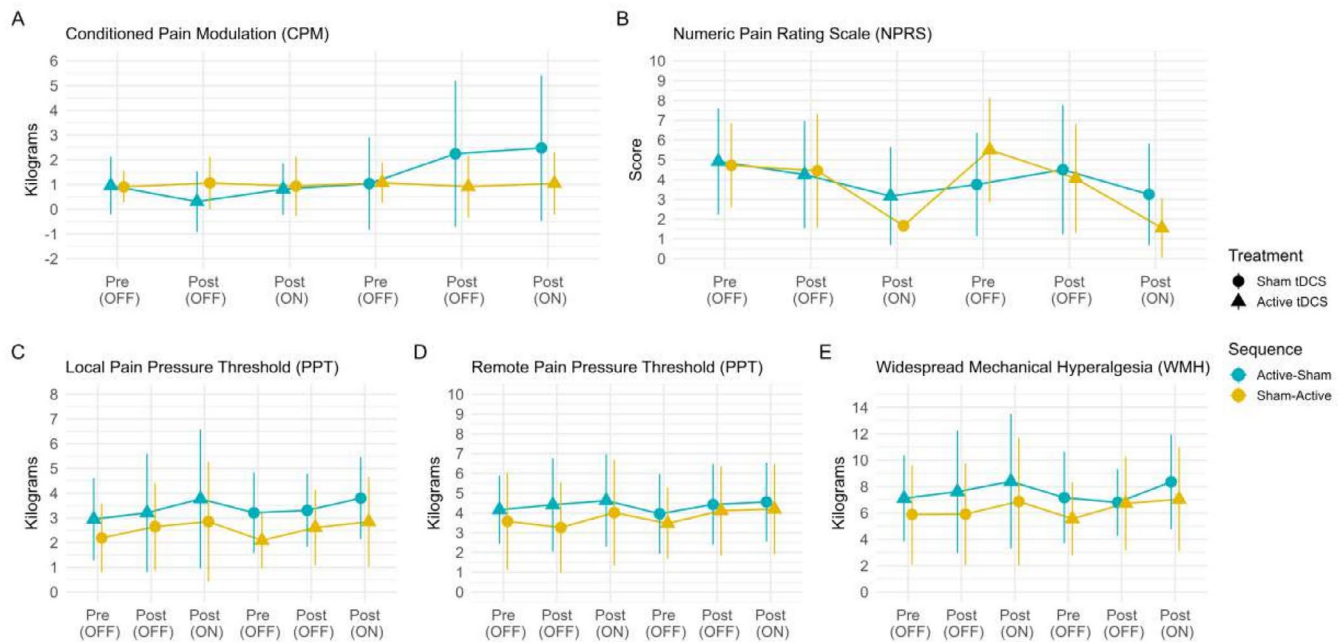 A
Conditioned Pain Modulation (CPM)
Kilograms
6
5
4
3
2
1
0
-1
-2
Pre Post Post Pre Post Post
(OFF) (OFF) (ON) (OFF) (OFF) (ON)
B
Numeric Pain Rating Scale (NPRS)
Score
10
9
8
7
6
5
4
3
2
1
0
Pre Post Post Pre Post Post
(OFF) (OFF) (ON) (OFF) (OFF) (ON)
Treatment
Sham tDCS
Active tDCS
Sequence
Active-Sham
Sham-Active
C
Local Pain Pressure Threshold (PPT)
Kilograms
8
7
6
5
4
3
2
1
0
Pre Post Post Pre Post Post
(OFF) (OFF) (ON) (OFF) (OFF) (ON)
D
Remote Pain Pressure Threshold (PPT)
Kilograms
10
9
8
7
6
5
4
3
2
1
0
Pre Post Post Pre Post Post
(OFF) (OFF) (ON) (OFF) (OFF) (ON)
E
Widespread Mechanical Hyperalgesia (WMH)
Kilograms
14
12
10
8
6
4
2
0
Pre Post Post Pre Post Post
(OFF) (OFF) (ON) (OFF) (OFF) (ON)